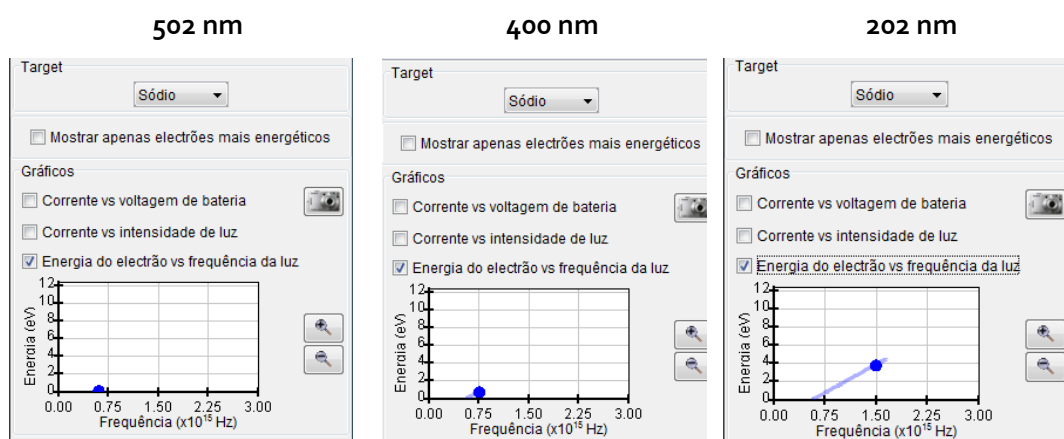 502 nm
Target
Sódio
Mostrar apenas electrões mais energéticos
Gráficos
Corrente vs voltagem de bateria
Corrente vs intensidade de luz
Energia do electrão vs frequência da luz
12
10
8
6
4
2
0
Energia (eV)
0.00 0.75 1.50 2.25 3.00
Frequência (x10¹⁵ Hz)
400 nm
Target
Sódio
Mostrar apenas electrões mais energéticos
Gráficos
Corrente vs voltagem de bateria
Corrente vs intensidade de luz
Energia do electrão vs frequência da luz
12
10
8
6
4
2
0
Energia (eV)
0.00 0.75 1.50 2.25 3.00
Frequência (x10¹⁵ Hz)
202 nm
Target
Sódio
Mostrar apenas electrões mais energéticos
Gráficos
Corrente vs voltagem de bateria
Corrente vs intensidade de luz
Energia do electrão vs frequência da luz
12
10
8
6
4
2
0
Energia (eV)
0.00 0.75 1.50 2.25 3.00
Frequência (x10¹⁵ Hz)